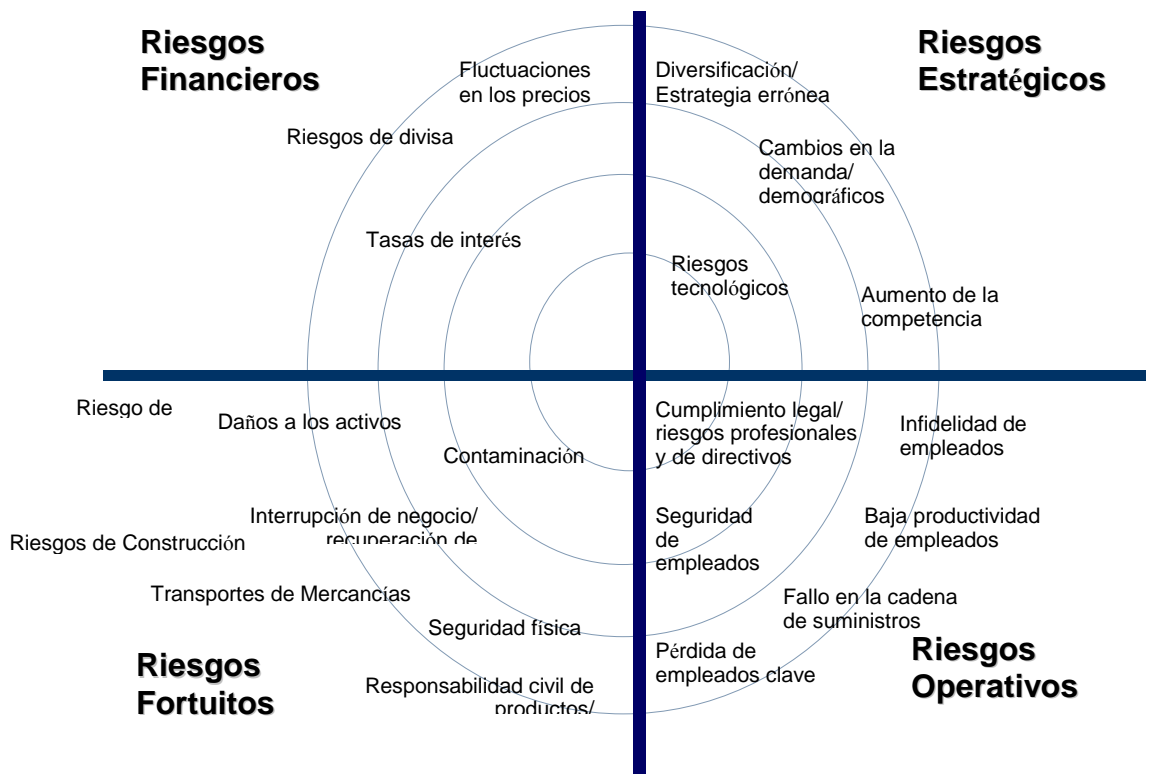 Riesgos
Financieros
Fluctuaciones
en los precios
Riesgos de divisa
Tasas de interés
Riesgos
Estratégicos
Diversificación/
Estrategia errónea
Cambios en la
demanda/
demográficos
Riesgos
tecnológicos
Aumento de la
competencia
Riesgo de
Daños a los activos
Contaminación
Interrupción de negocio/
recuperación de
Riesgos de Construcción
Transportes de Mercancías
Seguridad física
Riesgos
Fortuitos
Responsabilidad civil de
productos/
Cumplimiento legal/
riesgos profesionales
y de directivos
Infidelidad de
empleados
Seguridad
de
empleados
Baja productividad
de empleados
Fallo en la cadena
de suministros
Pérdida de
empleados clave
Riesgos
Operativos